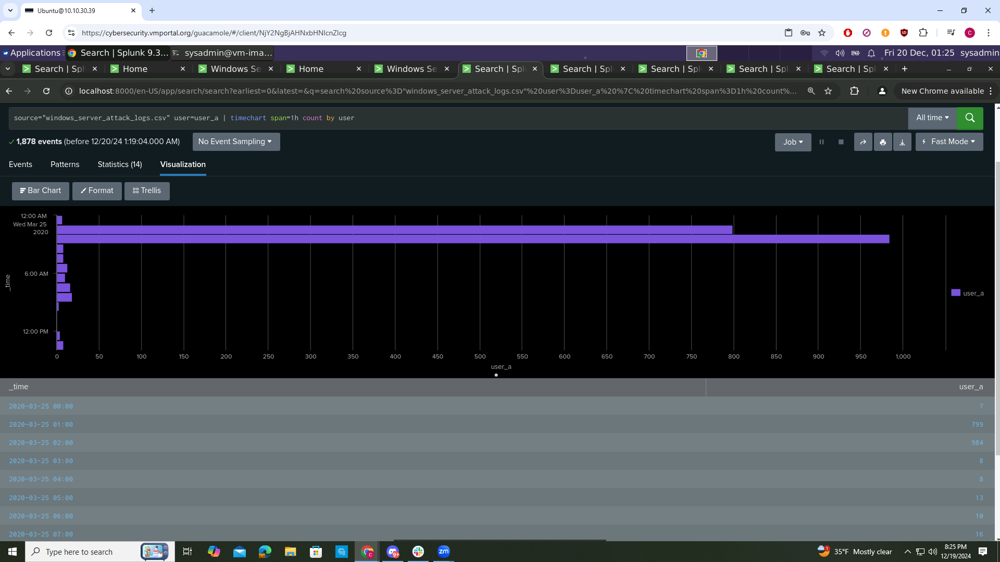 Ubuntu@10.10.30.39
https://cybersecurity.vmportal.org/guacamole/#/client/NjY2NgBjAHNxbHNlcnZlcg
Applications
Search | Splunk 9.3...
sysadmin@vm-ima...
Fri 20 Dec, 01:25
sysadmin
Search | Spl
Home
Windows Se
Home
Windows Se
Search | Spl
Search | Spl
Search | Spl
Search | Spl
Search | Spl
localhost:8000/en-US/app/search/search?earliest=0&latest=&q=search%20source%3D"windows_server_attack_logs.csv"%20user%3Duser_a%20%7C%20timechart%20span%3D1h%20count%...
New Chrome available
source="windows_server_attack_logs.csv" user=user_a | timechart span=1h count by user
All time
1,878 events (before 12/20/24 1:19:04.000 AM)
No Event Sampling
Job
Fast Mode
Events
Patterns
Statistics (14)
Visualization
Bar Chart
Format
Trellis
12:00 AM
Wed Mar 25
2020
6:00 AM
12:00 PM
_time
0 50 100 150 200 250 300 350 400 450 500 550 600 650 700 750 800 850 900 950 1,000
user_a
user_a
_time user_a
2020-03-25 00:00 7
2020-03-25 01:00 799
2020-03-25 02:00 984
2020-03-25 03:00 8
2020-03-25 04:00 8
2020-03-25 05:00 13
2020-03-25 06:00 10
2020-03-25 07:00 16
Type here to search
9+
zm
1
35°F Mostly clear
8:25 PM
12/19/2024